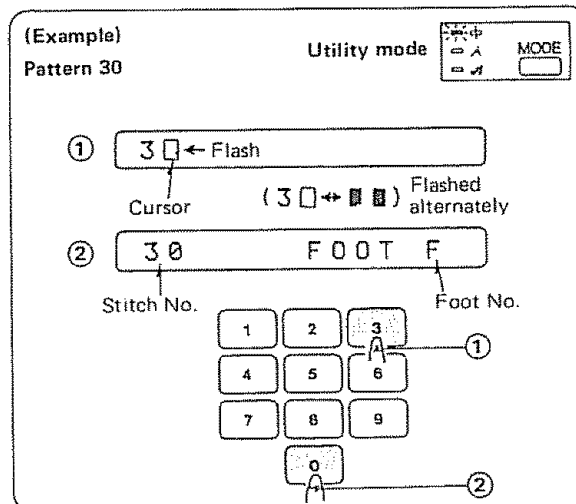 (Example)
Pattern 30
Utility mode
MODE
① 3 ← Flash
Cursor
( 3 □ ↔ ■ ■ ) Flashed
alternately
② 30 FOOT F
Stitch No.
Foot No.
1 2 3
①
4 5 6
7 8 9
0
②